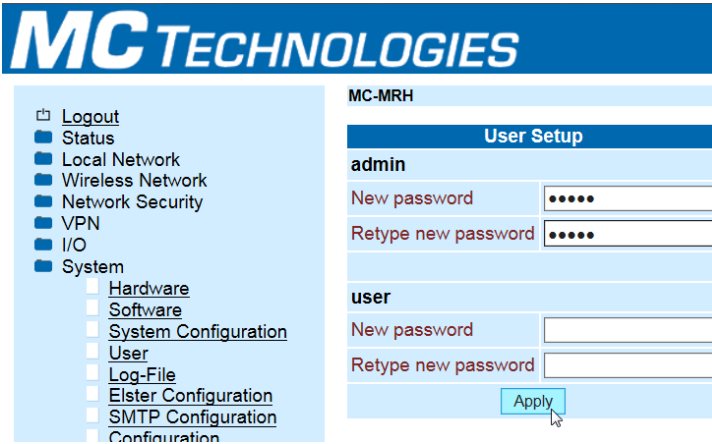 MC TECHNOLOGIES
Logout
Status
Local Network
Wireless Network
Network Security
VPN
I/O
System
Hardware
Software
System Configuration
User
Log-File
Elster Configuration
SMTP Configuration
Configuration
MC-MRH
User Setup
admin
New password •••••
Retype new password •••••
user
New password
Retype new password
Apply